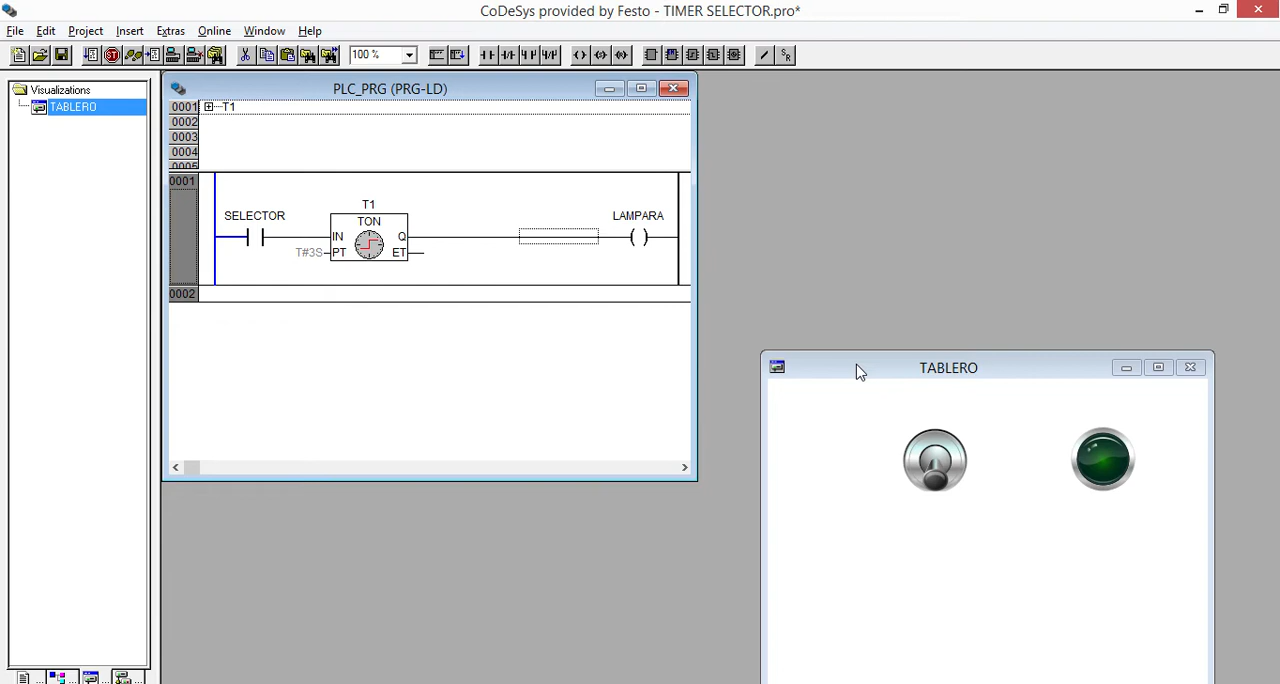 CoDeSys provided by Festo - TIMER SELECTOR.pro*
File Edit Project Insert Extras Online Window Help
100 %
Visualizations
TABLERO
PLC_PRG (PRG-LD)
0001 T1
0002
0003
0004
0005
0001
T1
SELECTOR TON LAMPARA
IN Q
T#3S PT ET
0002
TABLERO